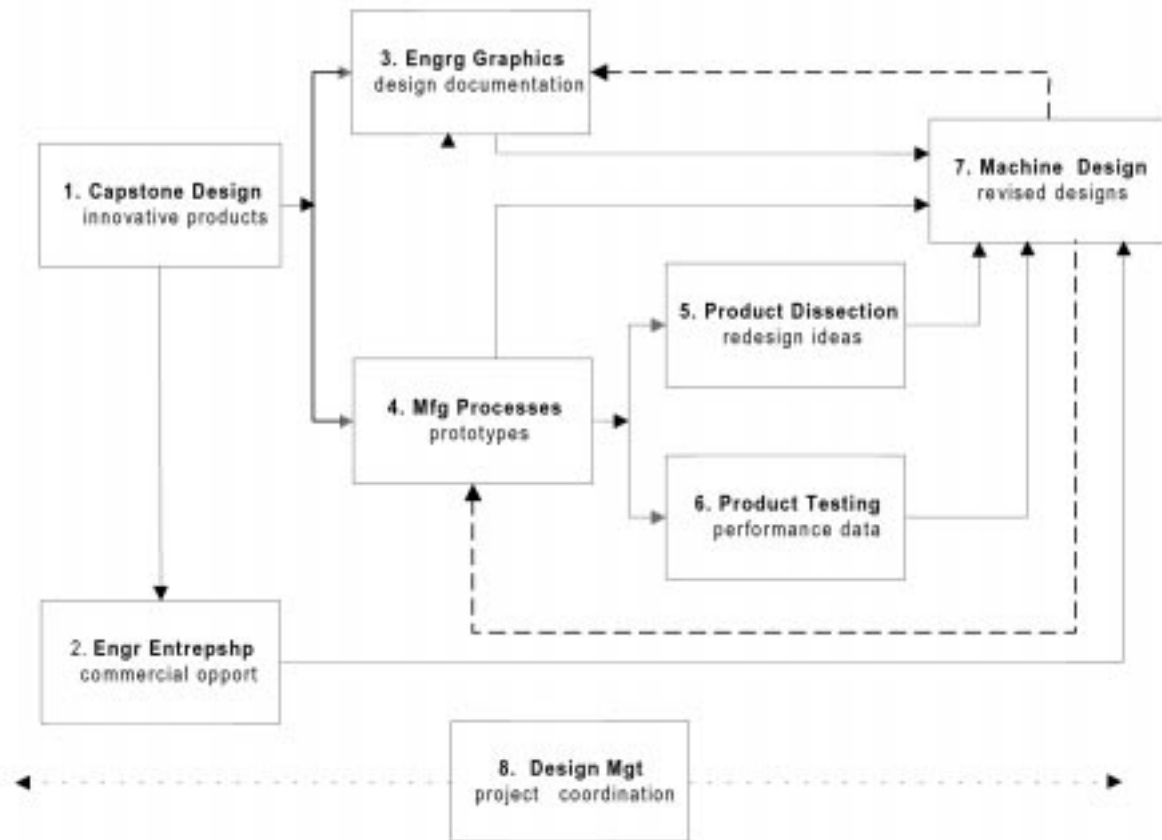 3. Engrg Graphics
design documentation
1. Capstone Design
innovative products
7. Machine Design
revised designs
5. Product Dissection
redesign ideas
4. Mfg Processes
prototypes
6. Product Testing
performance data
2. Engr Entrepshp
commercial opport
8. Design Mgt
project coordination